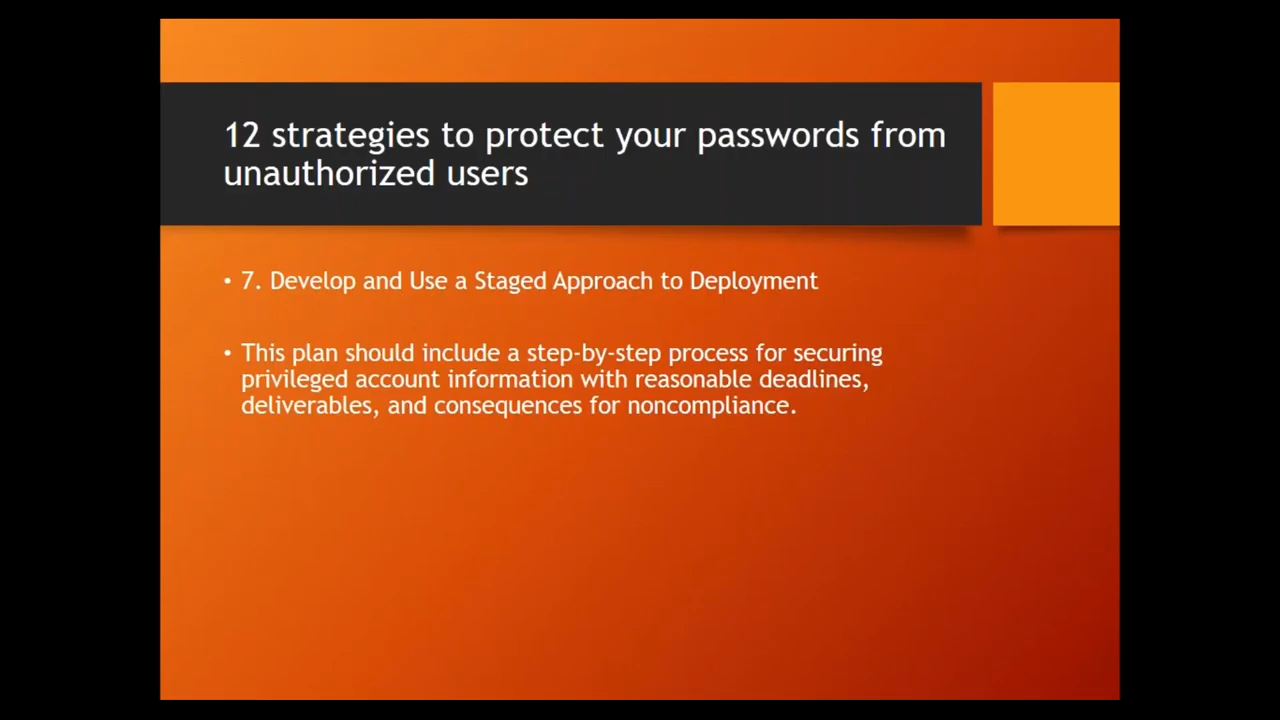 12 strategies to protect your passwords from
unauthorized users
• 7. Develop and Use a Staged Approach to Deployment
• This plan should include a step-by-step process for securing
privileged account information with reasonable deadlines,
deliverables, and consequences for noncompliance.